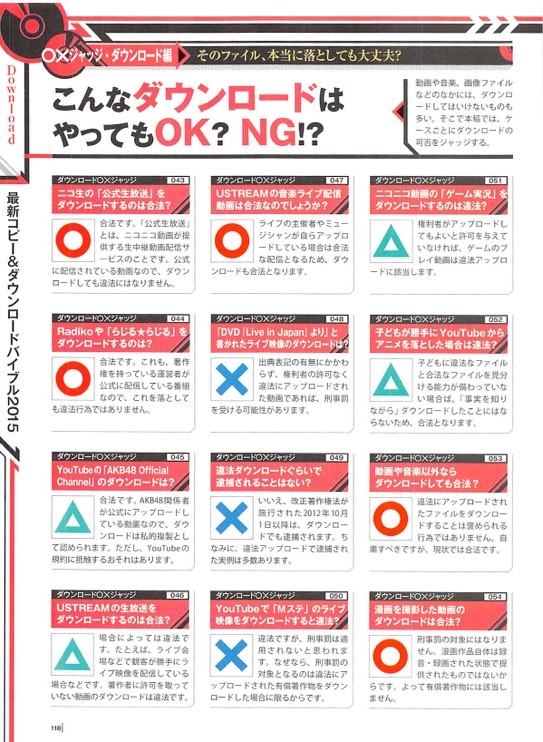 ○×ジャッジ・ダウンロード編
そのファイル、本当に落としても大丈夫?
Download
最新コピー&ダウンロードバイブル2015
こんなダウンロードは
やってもOK? NG!?
動画や音楽、画像ファイル
などのなかには、ダウンロ
ードしてはいけないものも
多い。そこで本稿では、ケ
ースごとにダウンロードの
可否をジャッジする。
ダウンロード○×ジャッジ 043
ニコ生の「公式生放送」を
ダウンロードするのは合法?
合法です。「公式生放送」
とは、ニコニコ動画が提
供する生中継動画配信サ
ービスのことです。公式
に配信されている動画なので、ダウン
ロードしても違法にはなりません。
ダウンロード○×ジャッジ 044
Radikoや「らじる★らじる」を
ダウンロードするのは?
合法です。これも、著作
権を持っている運営者が
公式に配信している番組
なので、これを落として
も違法行為ではありません。
ダウンロード○×ジャッジ 045
YouTubeの「AKB48 Official
Channel」のダウンロードは?
合法です。AKB48関係者
が公式にアップロードし
ている動画なので、ダウ
ンロードは私的複製とし
て認められます。ただし、YouTubeの
規約に抵触するおそれはあります。
ダウンロード○×ジャッジ 046
USTREAMの生放送を
ダウンロードするのは合法?
場合によっては違法で
す。たとえば、ライブ会
場などで観客が勝手にラ
イブ映像を配信している
場合などです。著作者に許可を取って
いない動画のダウンロードは違法です。
ダウンロード○×ジャッジ 047
USTREAMの音楽ライブ配信
動画は合法なのでしょうか?
ライブの主催者やミュー
ジシャンが自らアップロ
ードしている場合は合法
な配信となるため、ダウ
ンロードも合法となります。
ダウンロード○×ジャッジ 048
「DVD「Live in Japan」より」と
書かれたライブ映像のダウンロードは?
出典表記の有無にかかわ
らず、権利者の許可なく
違法にアップロードされ
た動画であれば、刑事罰
を受ける可能性があります。
ダウンロード○×ジャッジ 049
違法ダウンロードぐらいで
逮捕されることはない?
いいえ、改正著作権法が
施行された2012年10月
1日以降は、ダウンロー
ドでも逮捕されます。ち
なみに、違法アップロードで逮捕され
た実例は多数あります。
ダウンロード○×ジャッジ 050
YouTubeで「Mステ」のライブ
映像をダウンロードすると違法?
違法ですが、刑事罰は適
用されないと思われま
す。なぜなら、刑事罰の
対象となるのは違法にア
ップロードされた有償著作物をダウン
ロードした場合に限るからです。
ダウンロード○×ジャッジ 051
ニコニコ動画の「ゲーム実況」を
ダウンロードするのは違法?
権利者がアップロードし
てもよいと許可を与えて
いなければ、ゲームのプ
レイ動画は違法アップロ
ードに該当します。
ダウンロード○×ジャッジ 052
子どもが勝手にYouTubeから
アニメを落とした場合は違法?
子どもに違法なファイル
と合法なファイルを見分
ける能力が備わっていな
い場合は、「事実を知り
ながら」ダウンロードしたことにはな
らないため、合法となります。
ダウンロード○×ジャッジ 053
動画や音楽以外なら
ダウンロードしても合法?
違法にアップロードされ
たファイルをダウンロー
ドすることは褒められる
行為ではありません。自
粛すべきですが、現状では合法です。
ダウンロード○×ジャッジ 054
漫画を撮影した動画の
ダウンロードは合法?
刑事罰の対象にはなりま
せん。漫画作品自体は録
音・録画された状態で提
供されたものではないか
らです。よって有償著作物には該当し
ません。
110